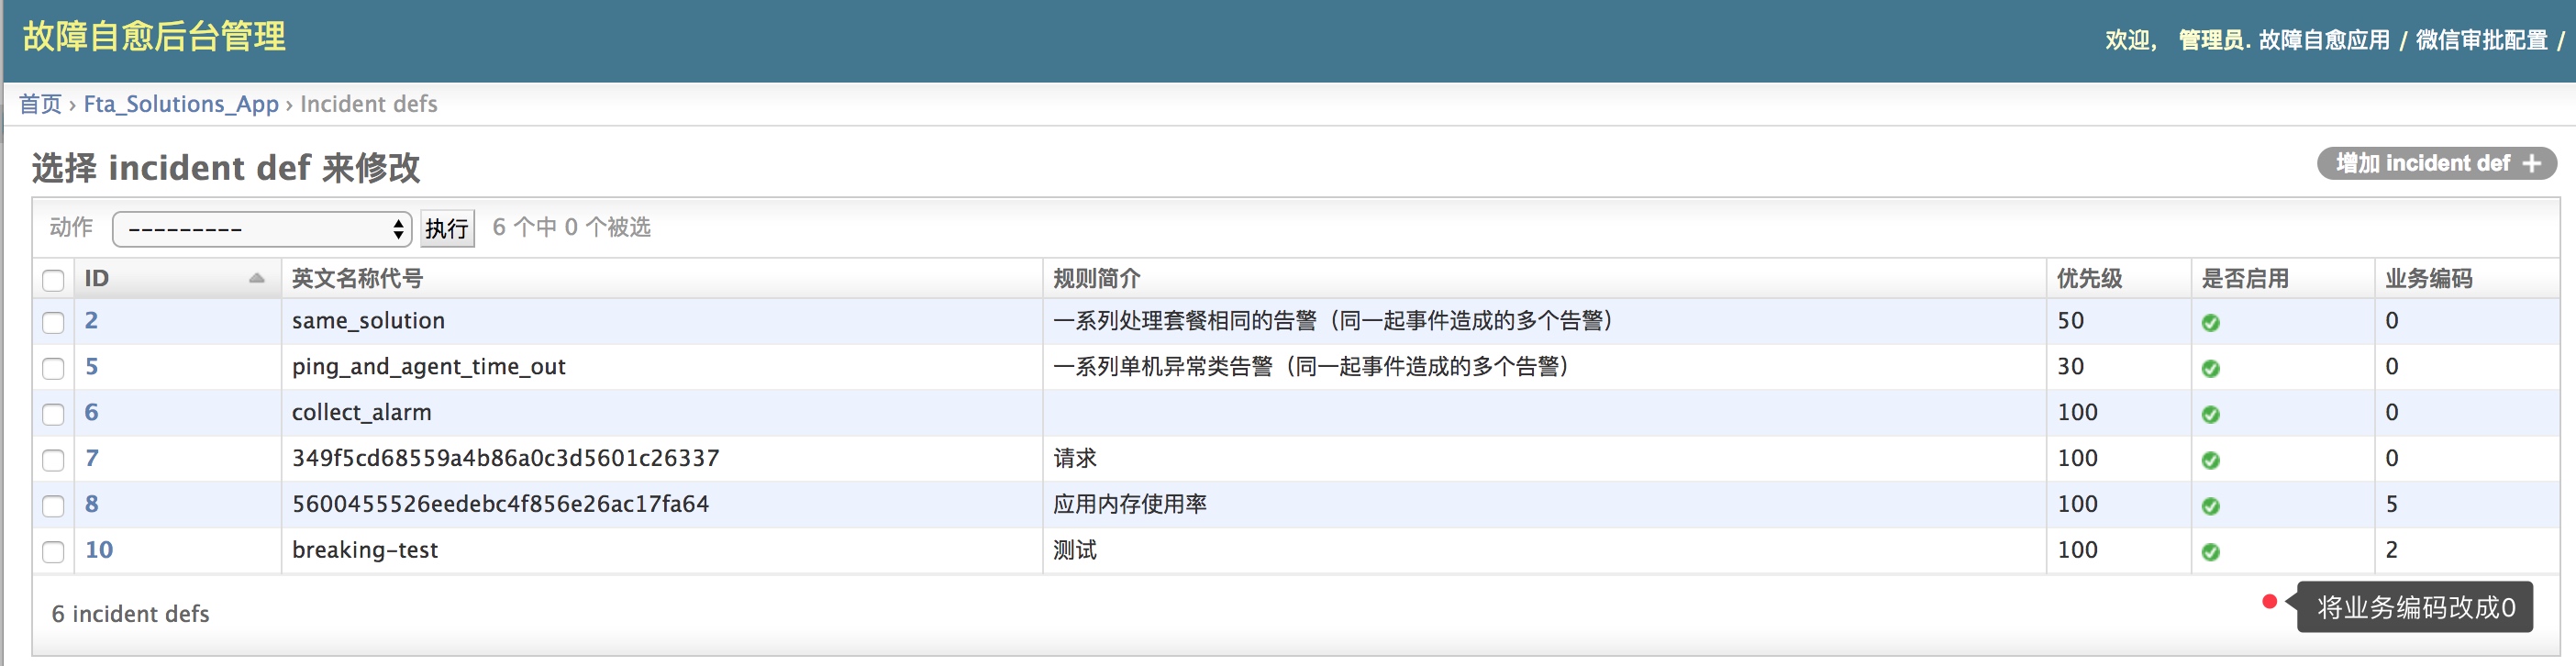 故障自愈后台管理
欢迎, 管理员. 故障自愈应用 / 微信审批配置 /
首页 › Fta_Solutions_App › Incident defs
选择 incident def 来修改
增加 incident def +
动作 --------- 执行 6 个中 0 个被选
ID 英文名称代号 规则简介 优先级 是否启用 业务编码
2 same_solution 一系列处理套餐相同的告警（同一起事件造成的多个告警） 50 0
5 ping_and_agent_time_out 一系列单机异常类告警（同一起事件造成的多个告警） 30 0
6 collect_alarm 100 0
7 349f5cd68559a4b86a0c3d5601c26337 请求 100 0
8 5600455526eedebc4f856e26ac17fa64 应用内存使用率 100 5
10 breaking-test 测试 100 2
6 incident defs
将业务编码改成0